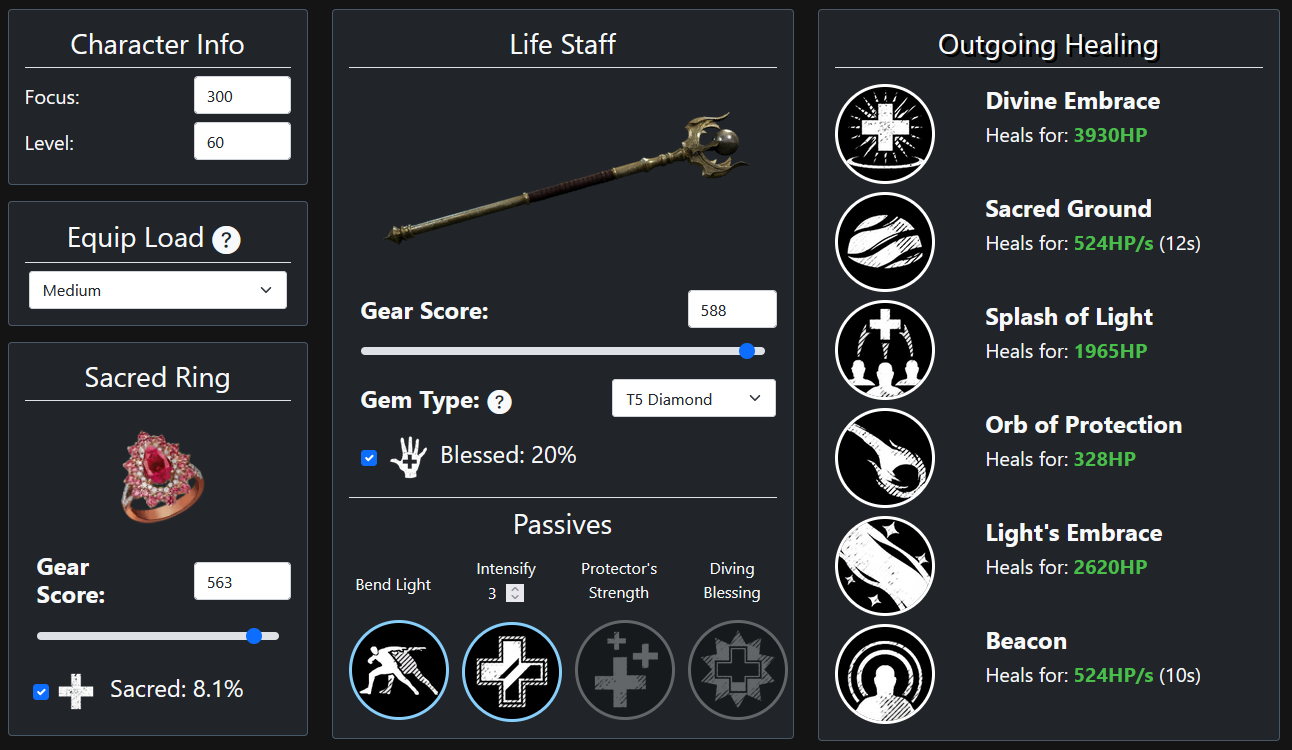 Character Info
Focus: 300
Level: 60
Equip Load ?
Medium
Sacred Ring
Gear
Score: 563
Sacred: 8.1%
Life Staff
Gear Score: 588
Gem Type: ? T5 Diamond
Blessed: 20%
Passives
Bend Light
Intensify
3
Protector's
Strength
Diving
Blessing
Outgoing Healing
Divine Embrace
Heals for: 3930HP
Sacred Ground
Heals for: 524HP/s (12s)
Splash of Light
Heals for: 1965HP
Orb of Protection
Heals for: 328HP
Light's Embrace
Heals for: 2620HP
Beacon
Heals for: 524HP/s (10s)